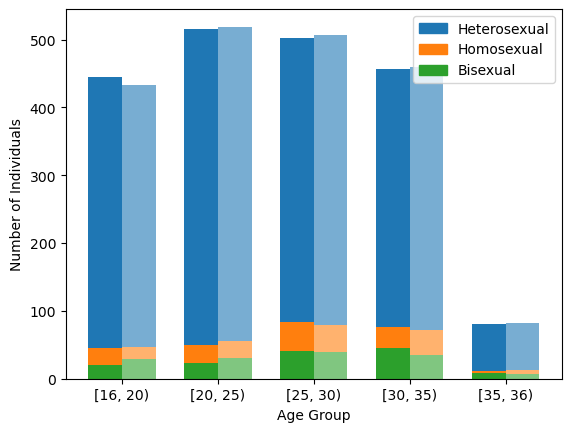 Number of Individuals
500
400
300
200
100
0
Heterosexual
Homosexual
Bisexual
[16, 20)
[20, 25)
[25, 30)
[30, 35)
[35, 36)
Age Group